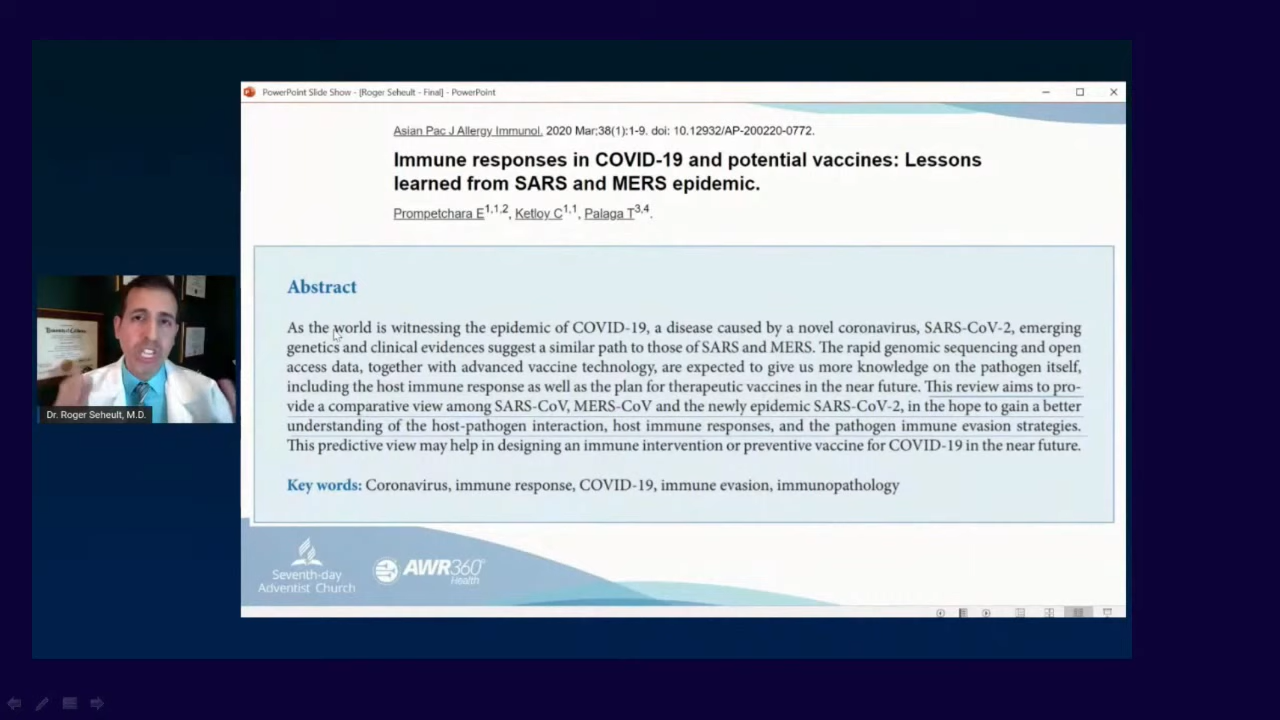 PowerPoint Slide Show - [Roger Seheult - Final] - PowerPoint
Asian Pac J Allergy Immunol. 2020 Mar;38(1):1-9. doi: 10.12932/AP-200220-0772.
Immune responses in COVID-19 and potential vaccines: Lessons
learned from SARS and MERS epidemic.
Prompetchara E1,1,2, Ketloy C1,1, Palaga T3,4.
Abstract
As the world is witnessing the epidemic of COVID-19, a disease caused by a novel coronavirus, SARS-CoV-2, emerging
genetics and clinical evidences suggest a similar path to those of SARS and MERS. The rapid genomic sequencing and open
access data, together with advanced vaccine technology, are expected to give us more knowledge on the pathogen itself,
including the host immune response as well as the plan for therapeutic vaccines in the near future. This review aims to pro-
vide a comparative view among SARS-CoV, MERS-CoV and the newly epidemic SARS-CoV-2, in the hope to gain a better
understanding of the host-pathogen interaction, host immune responses, and the pathogen immune evasion strategies.
This predictive view may help in designing an immune intervention or preventive vaccine for COVID-19 in the near future.
Key words: Coronavirus, immune response, COVID-19, immune evasion, immunopathology
Dr. Roger Seheult, M.D.
Seventh-day
Adventist Church
AWR360°
Health